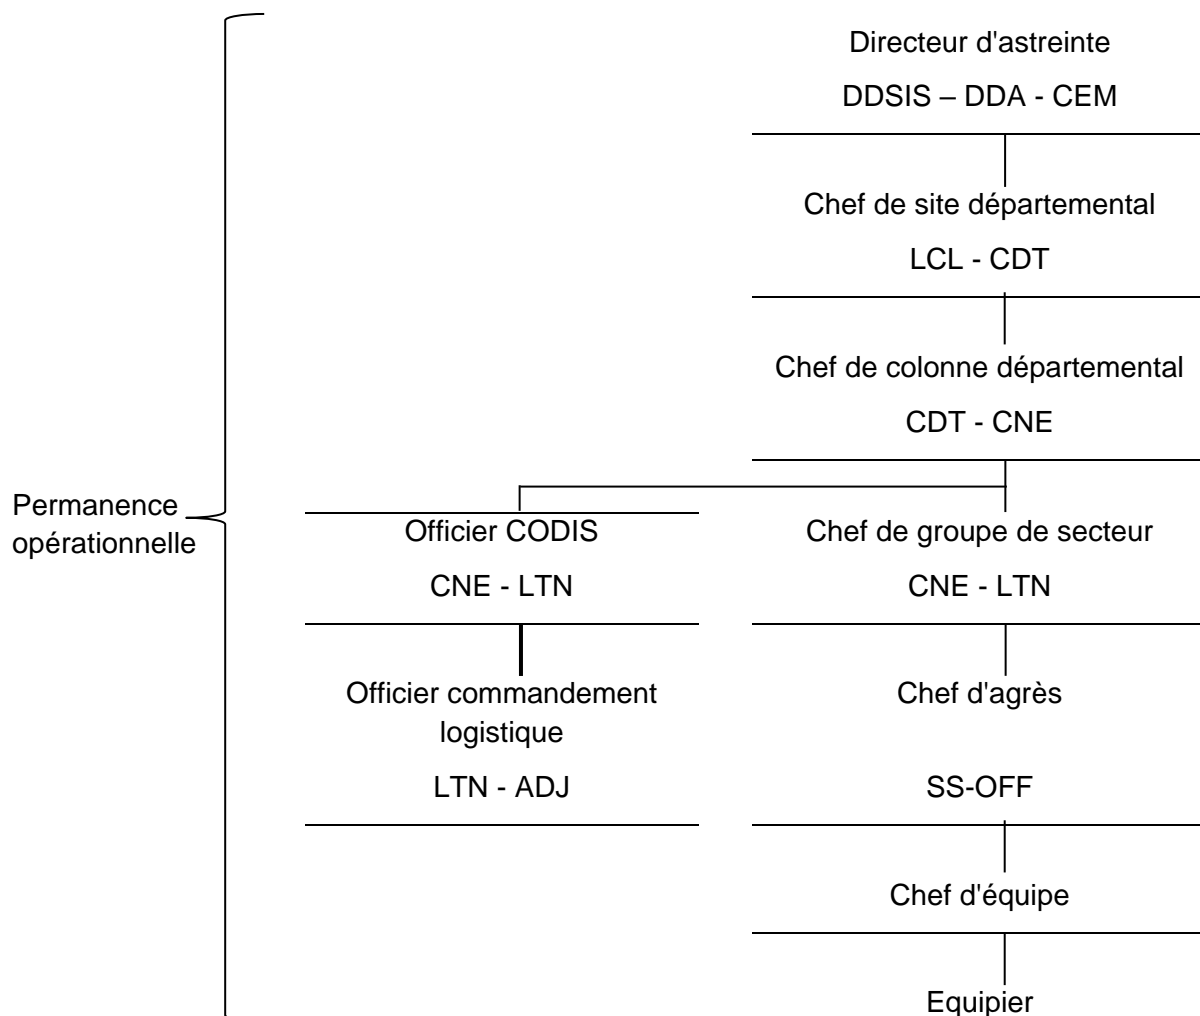 Directeur d'astreinte
DDSIS – DDA - CEM
Chef de site départemental
LCL - CDT
Chef de colonne départemental
CDT - CNE
Permanence
opérationnelle
Officier CODIS
CNE - LTN
Officier commandement
logistique
LTN - ADJ
Chef de groupe de secteur
CNE - LTN
Chef d'agrès
SS-OFF
Chef d'équipe
Equipier